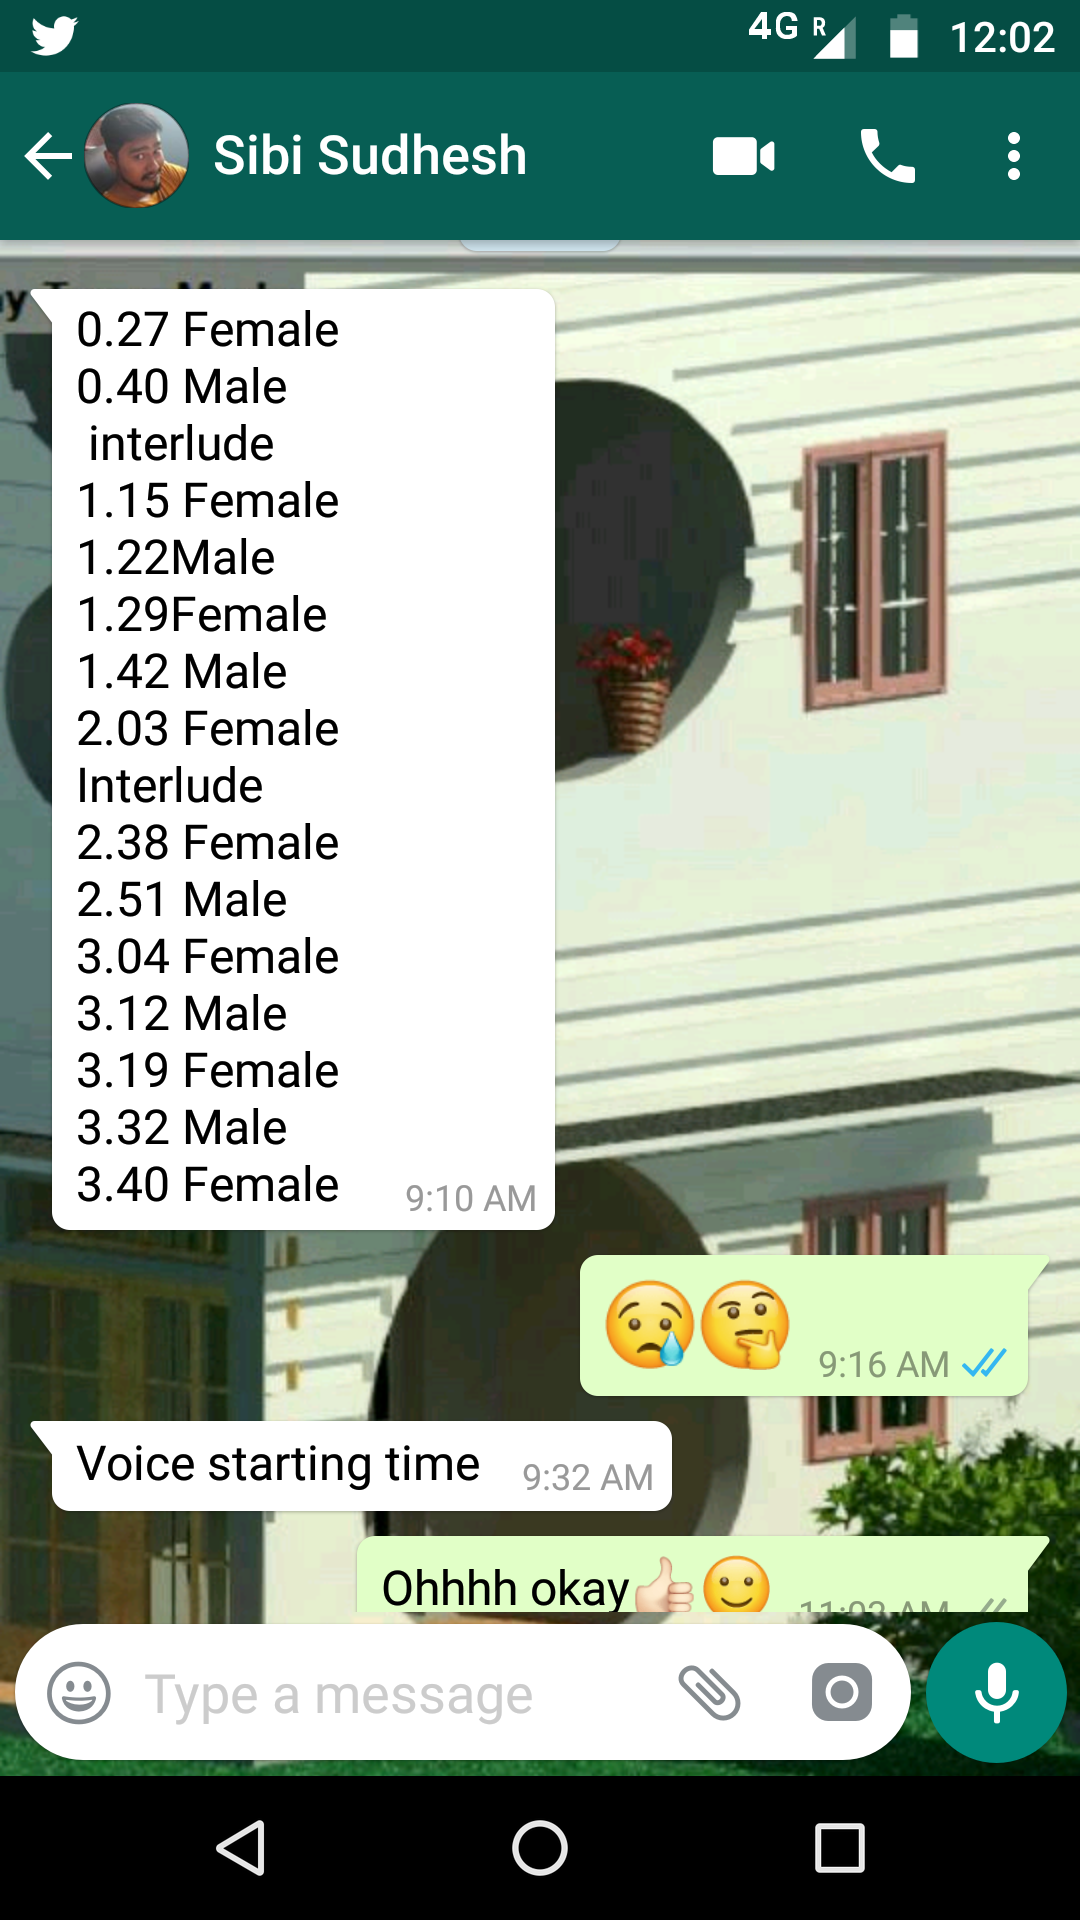 4G R 12:02
Sibi Sudhesh
0.27 Female
0.40 Male
interlude
1.15 Female
1.22Male
1.29Female
1.42 Male
2.03 Female
Interlude
2.38 Female
2.51 Male
3.04 Female
3.12 Male
3.19 Female
3.32 Male
3.40 Female 9:10 AM
😢🤔 9:16 AM
Voice starting time 9:32 AM
Ohhhh okay👍🏻🙂
Type a message